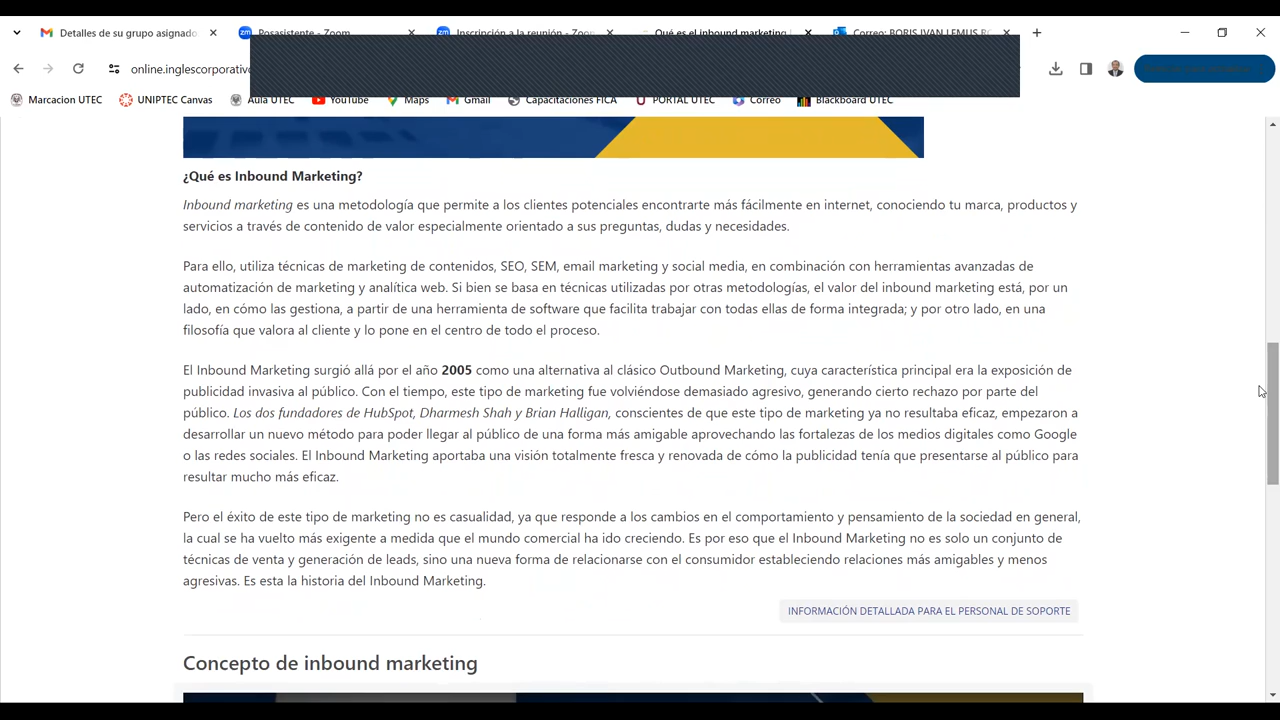 Detalles de su grupo asignado
Posasistente - Zoom
Inscripción a la reunión - Zoo
Qué es el inbound marketing
Correo: BORIS IVAN LEMUS RO
online.inglescorporativo
Marcacion UTEC
UNIPTEC Canvas
Aula UTEC
YouTube
Maps
Gmail
Capacitaciones FICA
PORTAL UTEC
Correo
Blackboard UTEC
¿Qué es Inbound Marketing?
Inbound marketing es una metodología que permite a los clientes potenciales encontrarte más fácilmente en internet, conociendo tu marca, productos y
servicios a través de contenido de valor especialmente orientado a sus preguntas, dudas y necesidades.
Para ello, utiliza técnicas de marketing de contenidos, SEO, SEM, email marketing y social media, en combinación con herramientas avanzadas de
automatización de marketing y analítica web. Si bien se basa en técnicas utilizadas por otras metodologías, el valor del inbound marketing está, por un
lado, en cómo las gestiona, a partir de una herramienta de software que facilita trabajar con todas ellas de forma integrada; y por otro lado, en una
filosofía que valora al cliente y lo pone en el centro de todo el proceso.
El Inbound Marketing surgió allá por el año 2005 como una alternativa al clásico Outbound Marketing, cuya característica principal era la exposición de
publicidad invasiva al público. Con el tiempo, este tipo de marketing fue volviéndose demasiado agresivo, generando cierto rechazo por parte del
público. Los dos fundadores de HubSpot, Dharmesh Shah y Brian Halligan, conscientes de que este tipo de marketing ya no resultaba eficaz, empezaron a
desarrollar un nuevo método para poder llegar al público de una forma más amigable aprovechando las fortalezas de los medios digitales como Google
o las redes sociales. El Inbound Marketing aportaba una visión totalmente fresca y renovada de cómo la publicidad tenía que presentarse al público para
resultar mucho más eficaz.
Pero el éxito de este tipo de marketing no es casualidad, ya que responde a los cambios en el comportamiento y pensamiento de la sociedad en general,
la cual se ha vuelto más exigente a medida que el mundo comercial ha ido creciendo. Es por eso que el Inbound Marketing no es solo un conjunto de
técnicas de venta y generación de leads, sino una nueva forma de relacionarse con el consumidor estableciendo relaciones más amigables y menos
agresivas. Es esta la historia del Inbound Marketing.
INFORMACIÓN DETALLADA PARA EL PERSONAL DE SOPORTE
Concepto de inbound marketing